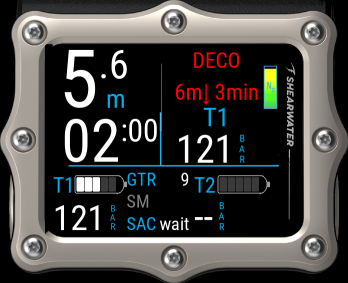 5.6 m
DECO
6m↓ 3min
02:00
T1
121 BAR
SHEARWATER
T1 GTR 9 T2
SM
121 BAR SAC wait -- BAR